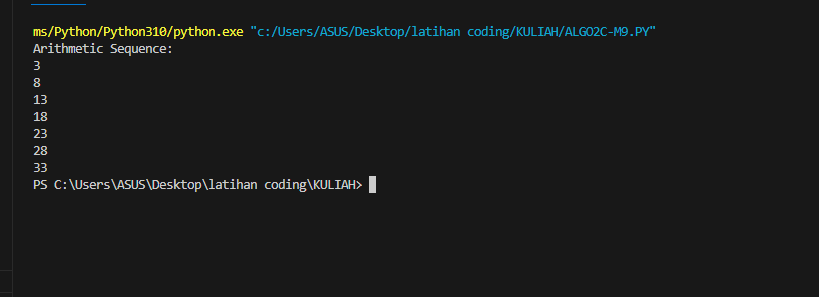 ms/Python/Python310/python.exe "c:/Users/ASUS/Desktop/latihan coding/KULIAH/ALGO2C-M9.PY"
Arithmetic Sequence:
3
8
13
18
23
28
33
PS C:\Users\ASUS\Desktop\latihan coding\KULIAH>